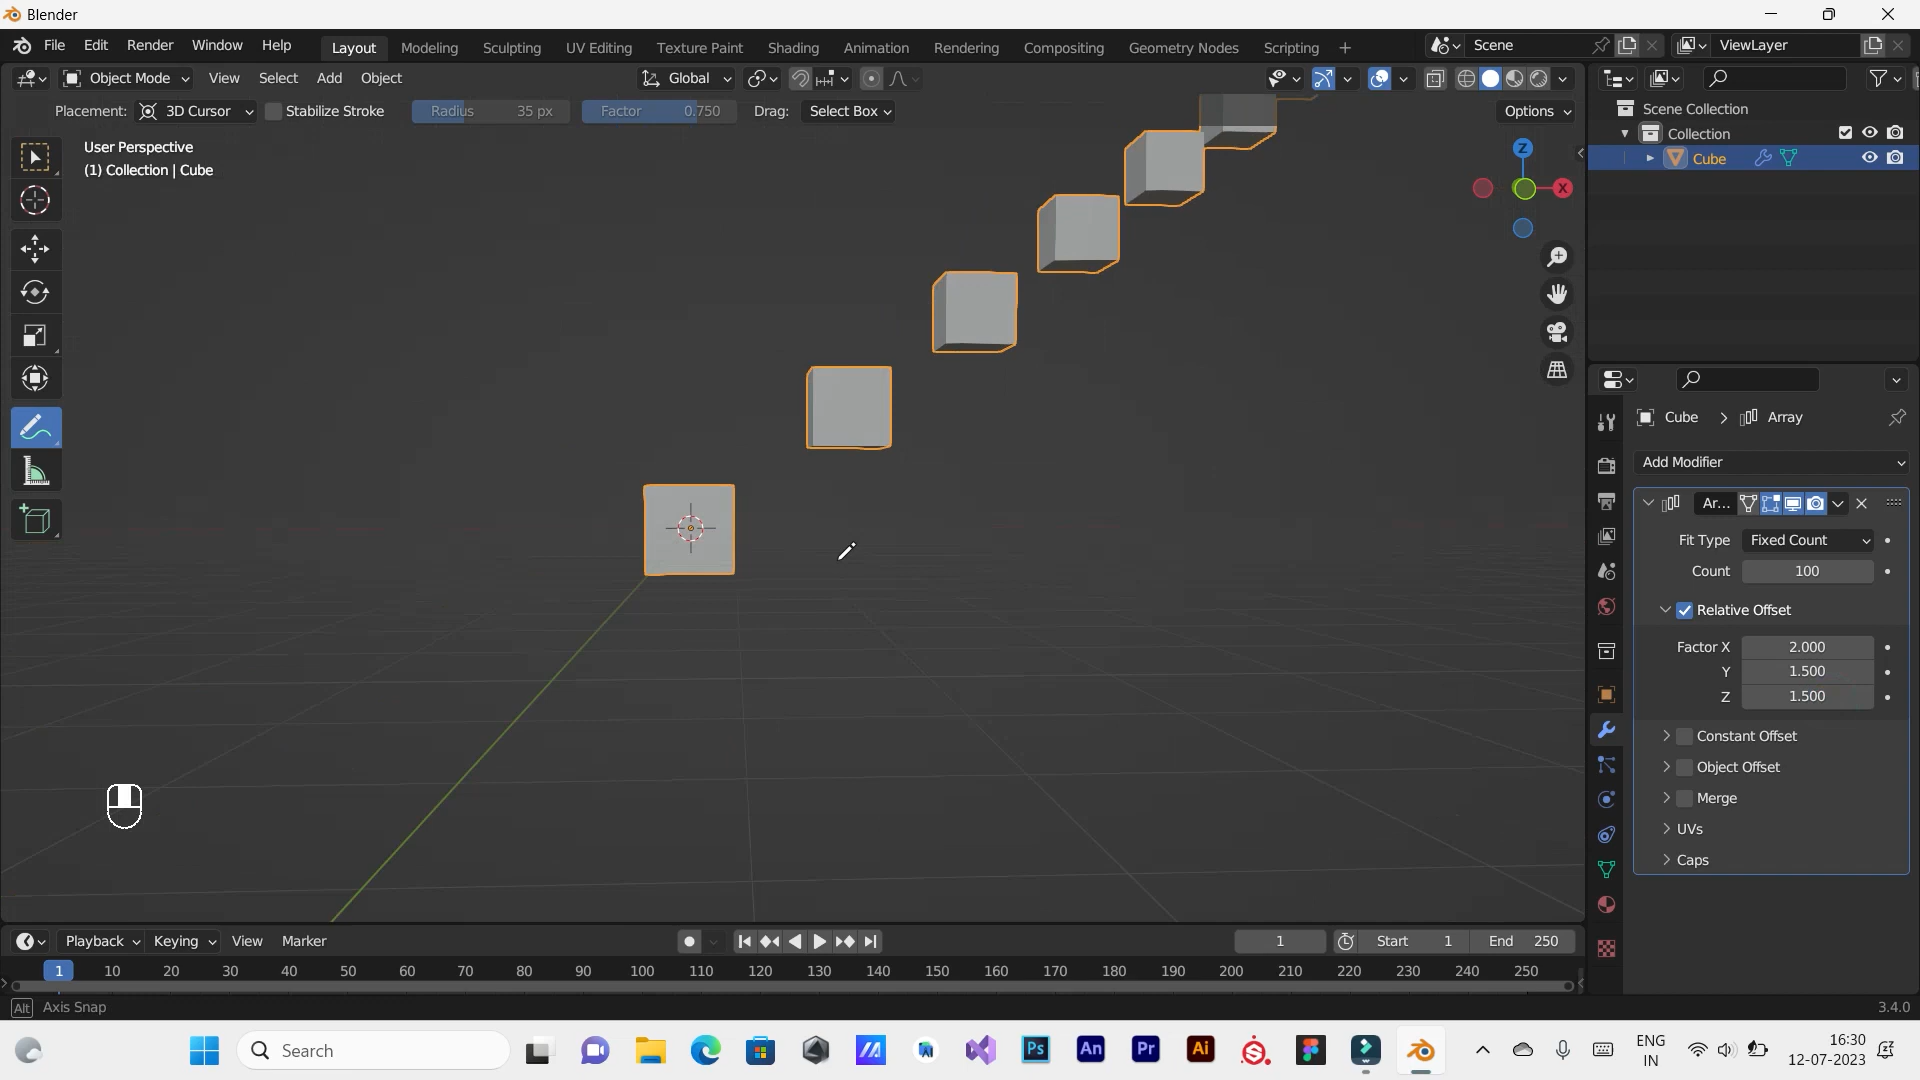 Blender
File Edit Render Window Help Layout Modeling Sculpting UV Editing Texture Paint Shading Animation Rendering Compositing Geometry Nodes Scripting + Scene ViewLayer
Object Mode View Select Add Object Global
Placement: 3D Cursor Stabilize Stroke Radius 35 px Factor 0.750 Drag: Select Box Options
User Perspective
(1) Collection | Cube
Z
X
Scene Collection
Collection
Cube
Cube > Array
Add Modifier
Ar...
Fit Type Fixed Count
Count 100
Relative Offset
Factor X 2.000
Y 1.500
Z 1.500
Constant Offset
Object Offset
Merge
UVs
Caps
Playback Keying View Marker 1 Start 1 End 250
1 10 20 30 40 50 60 70 80 90 100 110 120 130 140 150 160 170 180 190 200 210 220 230 240 250
Alt Axis Snap 3.4.0
Search Ps An Pr Ai ENG IN 16:30 12-07-2023